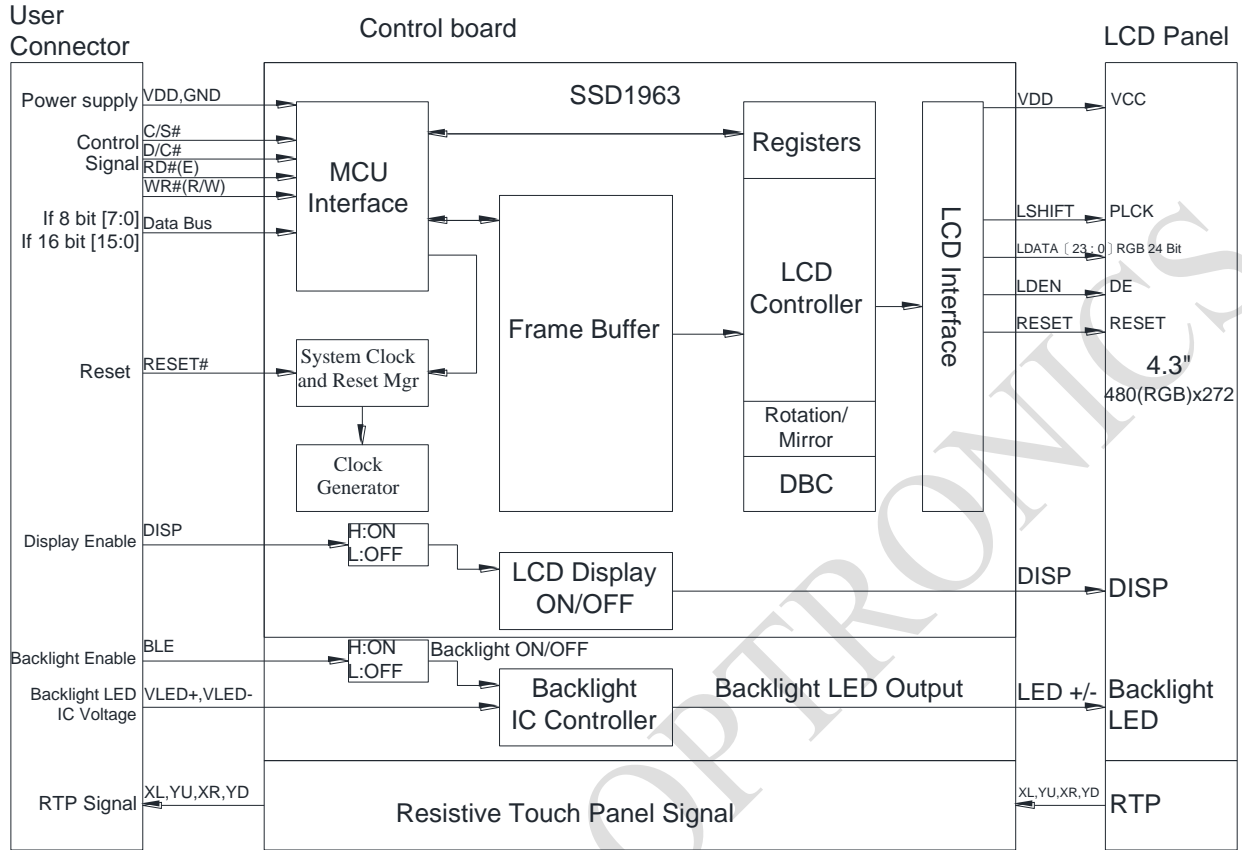 User
Connector
Control board
LCD Panel
SSD1963
Power supply
VDD,GND
Control
Signal
C/S#
D/C#
RD#(E)
WR#(R/W)
If 8 bit [7:0]
If 16 bit [15:0]
Data Bus
MCU
Interface
Registers
LCD
Controller
Rotation/
Mirror
DBC
Frame Buffer
LCD Interface
VDD
VCC
LSHIFT
PLCK
LDATA〔23:0〕RGB 24 Bit
LDEN
DE
RESET
RESET
4.3"
480(RGB)x272
Reset
RESET#
System Clock
and Reset Mgr
Clock
Generator
Display Enable
DISP
H:ON
L:OFF
LCD Display
ON/OFF
DISP
DISP
Backlight Enable
BLE
H:ON
L:OFF
Backlight ON/OFF
Backlight LED
IC Voltage
VLED+,VLED-
Backlight
IC Controller
Backlight LED Output
LED +/-
Backlight
LED
RTP Signal
XL,YU,XR,YD
Resistive Touch Panel Signal
XL,YU,XR,YD
RTP
OPTRONICS